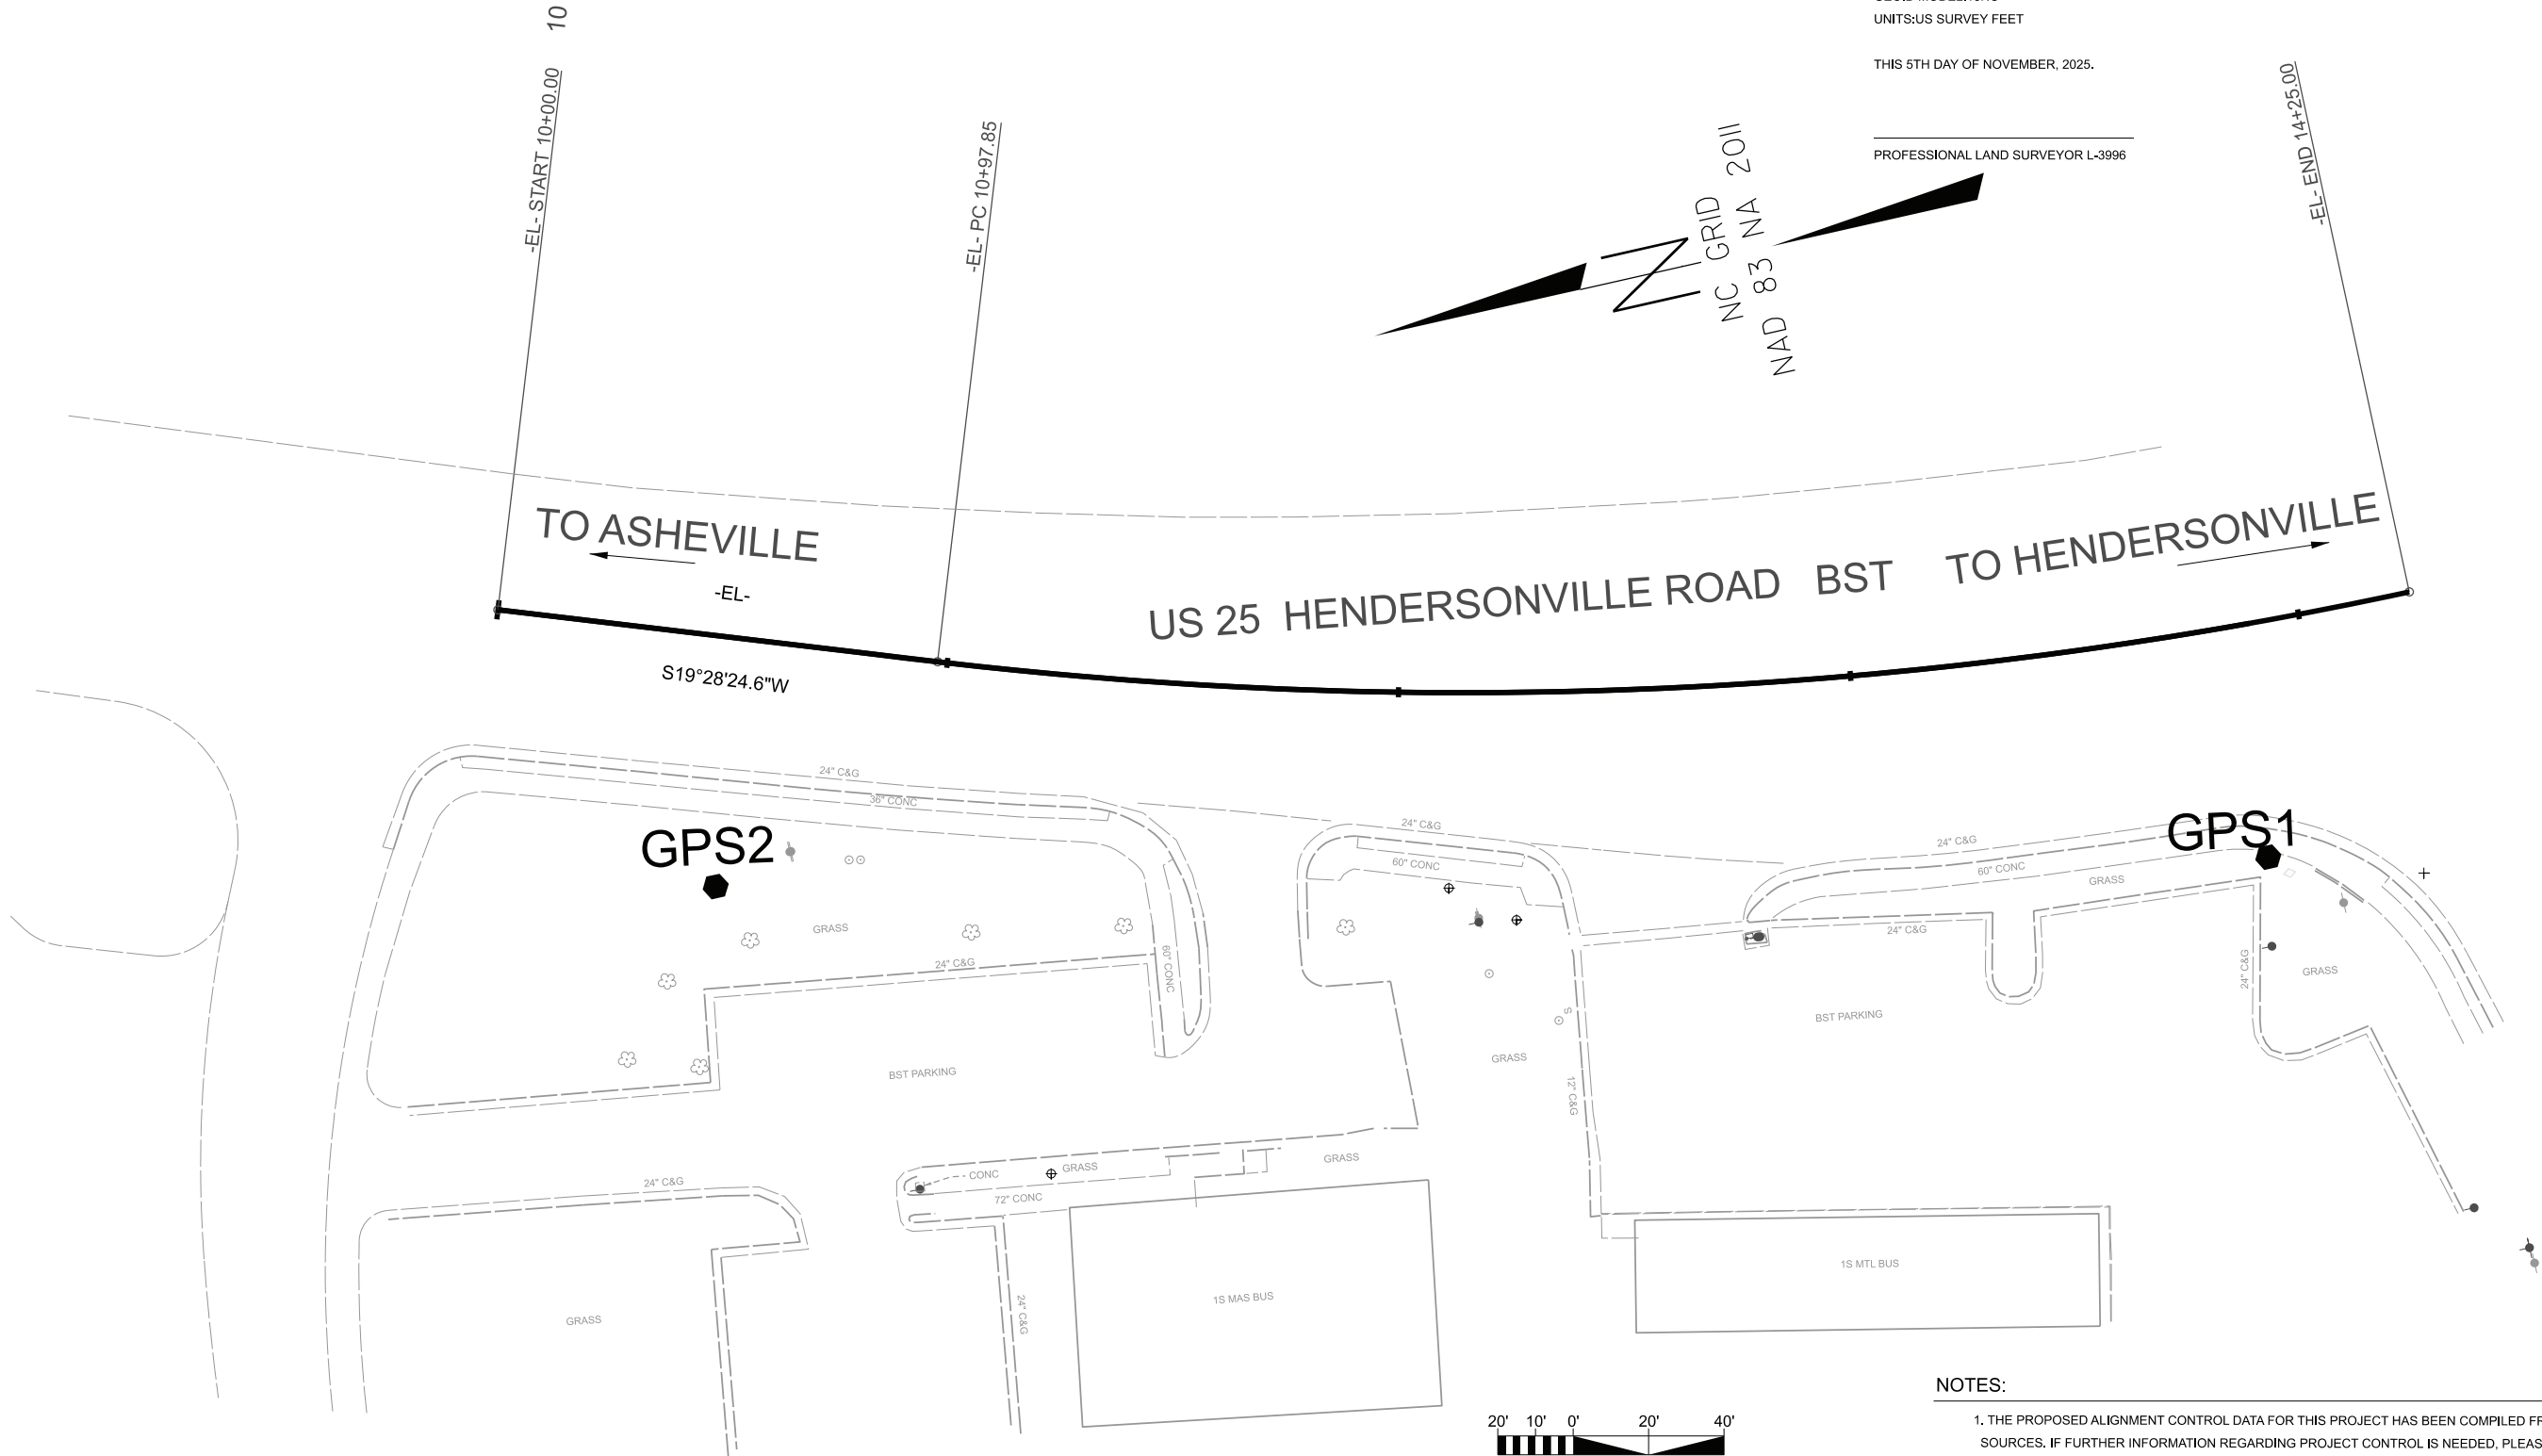 10
UNITS:US SURVEY FEET
THIS 5TH DAY OF NOVEMBER, 2025.
PROFESSIONAL LAND SURVEYOR L-3996
-EL- START 10+00.00
-EL- PC 10+97.85
-EL- END 14+25.00
N
NC GRID
NAD 83 NA 2011
TO ASHEVILLE
-EL-
S19°28'24.6"W
US 25 HENDERSONVILLE ROAD BST
TO HENDERSONVILLE
24" C&G
36" CONC
GPS2
GRASS
24" C&G
60" CONC
BST PARKING
24" C&G
60" CONC
GRASS
S
12" C&G
24" C&G
60" CONC
GRASS
GPS1
24" C&G
24" C&G
GRASS
BST PARKING
24" C&G
GRASS
CONC
GRASS
72" CONC
GRASS
24" C&G
1S MAS BUS
1S MTL BUS
20' 10' 0' 20' 40'
NOTES:
1. THE PROPOSED ALIGNMENT CONTROL DATA FOR THIS PROJECT HAS BEEN COMPILED
SOURCES. IF FURTHER INFORMATION REGARDING PROJECT CONTROL IS NEEDED,